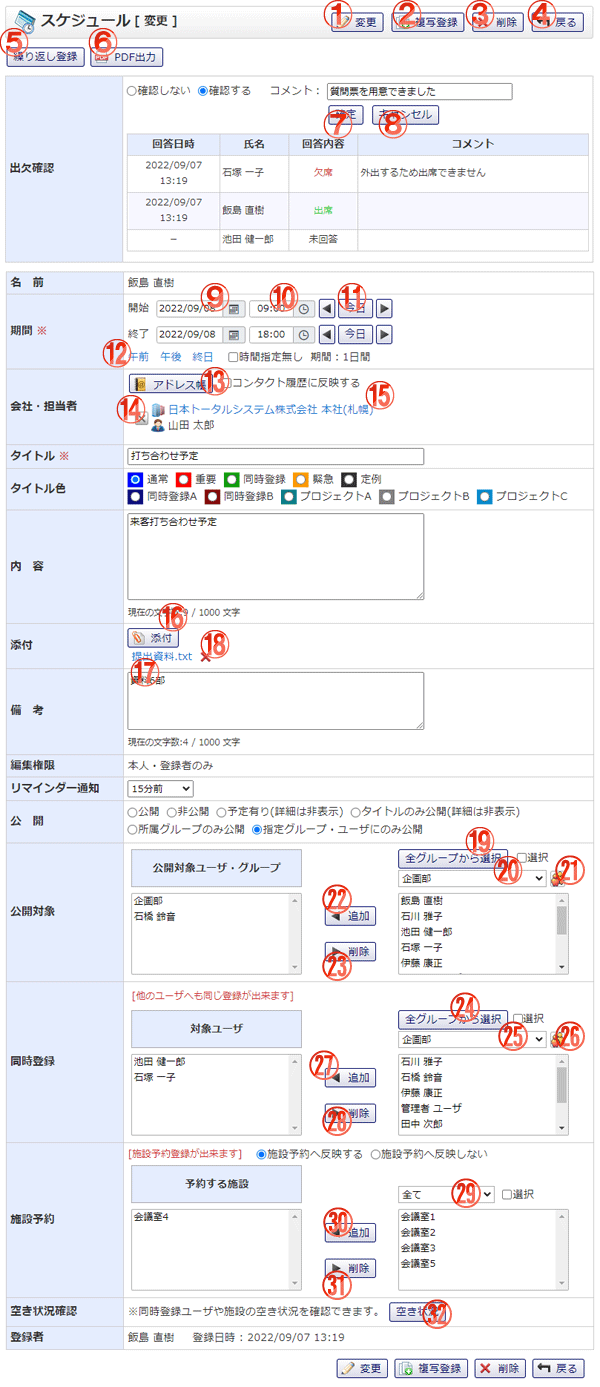 スケジュール [ 変更 ]
① 変更 ② 複写登録 ③ 削除 ④ 戻る
⑤ 繰り返し登録 ⑥ PDF出力
出欠確認
確認しない 確認する コメント： 質問票を用意できました
⑦ 確定 ⑧ キャンセル
回答日時 氏名 回答内容 コメント
2022/09/07 13:19 石塚 一子 欠席 外出するため出席できません
2022/09/07 13:19 飯島 直樹 出席
－ 池田 健一郎 未回答
名　前 飯島 直樹
期間 ※
開始 2022/09/08 ⑨ 09:00 ⑩ ⑪ 今日
終了 2022/09/08 18:00 今日
⑫ 午前 午後 終日 時間指定無し 期間：1日間
会社・担当者
アドレス帳 ⑬ コンタクト履歴に反映する
⑭ 日本トータルシステム株式会社 本社(札幌) ⑮
山田 太郎
タイトル ※ 打ち合わせ予定
タイトル色
通常 重要 同時登録 緊急 定例
同時登録A 同時登録B プロジェクトA プロジェクトB プロジェクトC
内　容
来客打ち合わせ予定
現在の文字数:9 / 1000 文字
添付
⑯ 添付
⑰ 提出資料.txt ⑱
備　考
資料6部
現在の文字数:4 / 1000 文字
編集権限 本人・登録者のみ
リマインダー通知 15分前
公　開
公開 非公開 予定有り(詳細は非表示) タイトルのみ公開(詳細は非表示)
所属グループのみ公開 指定グループ・ユーザにのみ公開
公開対象
公開対象ユーザ・グループ
企画部
石橋 鈴音
㉒ 追加
㉓ 削除
⑲ 全グループから選択 選択
企画部 ⑳ ㉑
飯島 直樹
石川 雅子
池田 健一郎
石塚 一子
伊藤 康正
同時登録
[他のユーザへも同じ登録が出来ます]
対象ユーザ
池田 健一郎
石塚 一子
㉗ 追加
㉘ 削除
㉔ 全グループから選択 選択
企画部 ㉕ ㉖
石川 雅子
石橋 鈴音
伊藤 康正
管理者 ユーザ
田中 次郎
施設予約
[施設予約登録が出来ます] 施設予約へ反映する 施設予約へ反映しない
予約する施設
会議室4
㉚ 追加
㉛ 削除
全て ㉙ 選択
会議室1
会議室2
会議室3
会議室5
空き状況確認 ※同時登録ユーザや施設の空き状況を確認できます。 空き状況 ㉜
登録者 飯島 直樹 登録日時：2022/09/07 13:19
変更 複写登録 削除 戻る